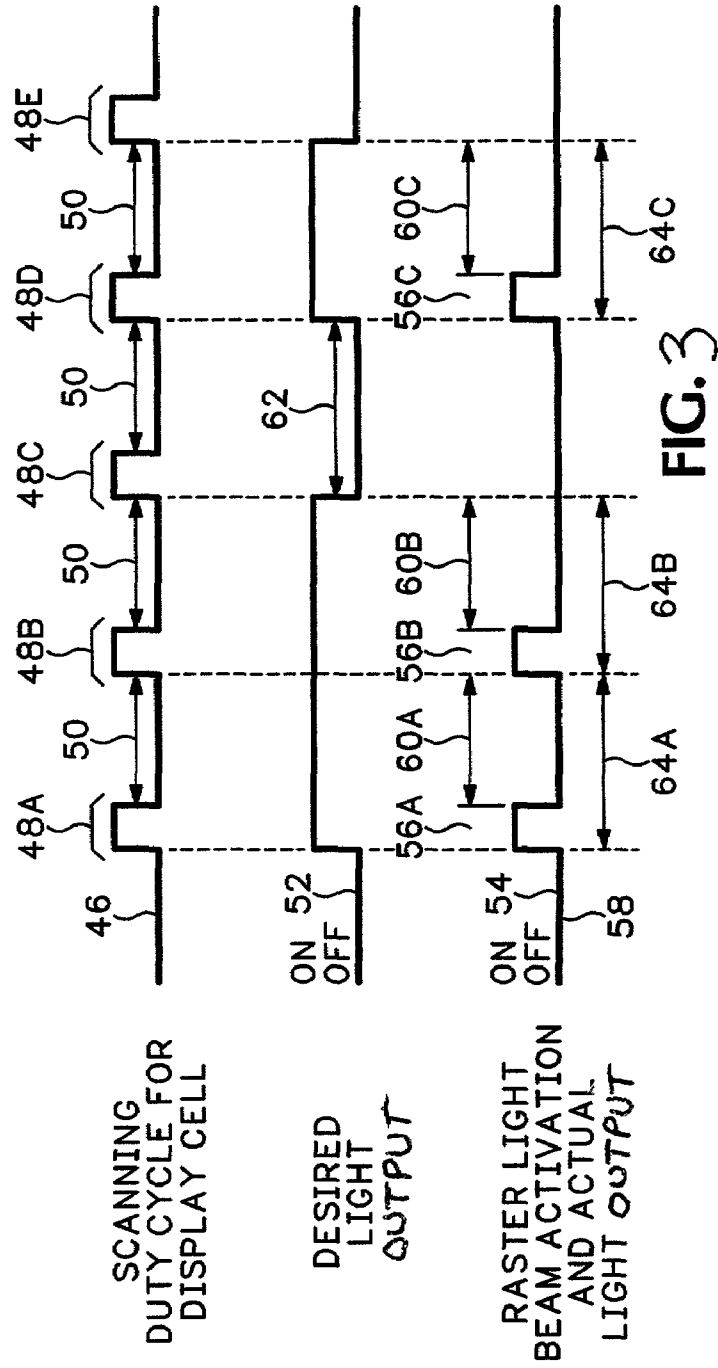 SCANNING
DUTY CYCLE FOR
DISPLAY CELL
46
48A
50
48B
50
48C
50
48D
50
48E
DESIRED
LIGHT
OUTPUT
ON
OFF
52
62
RASTER LIGHT
BEAM ACTIVATION
AND ACTUAL
LIGHT OUTPUT
ON
OFF
54
58
56A
60A
56B
60B
56C
60C
64A
64B
64C
FIG. 3